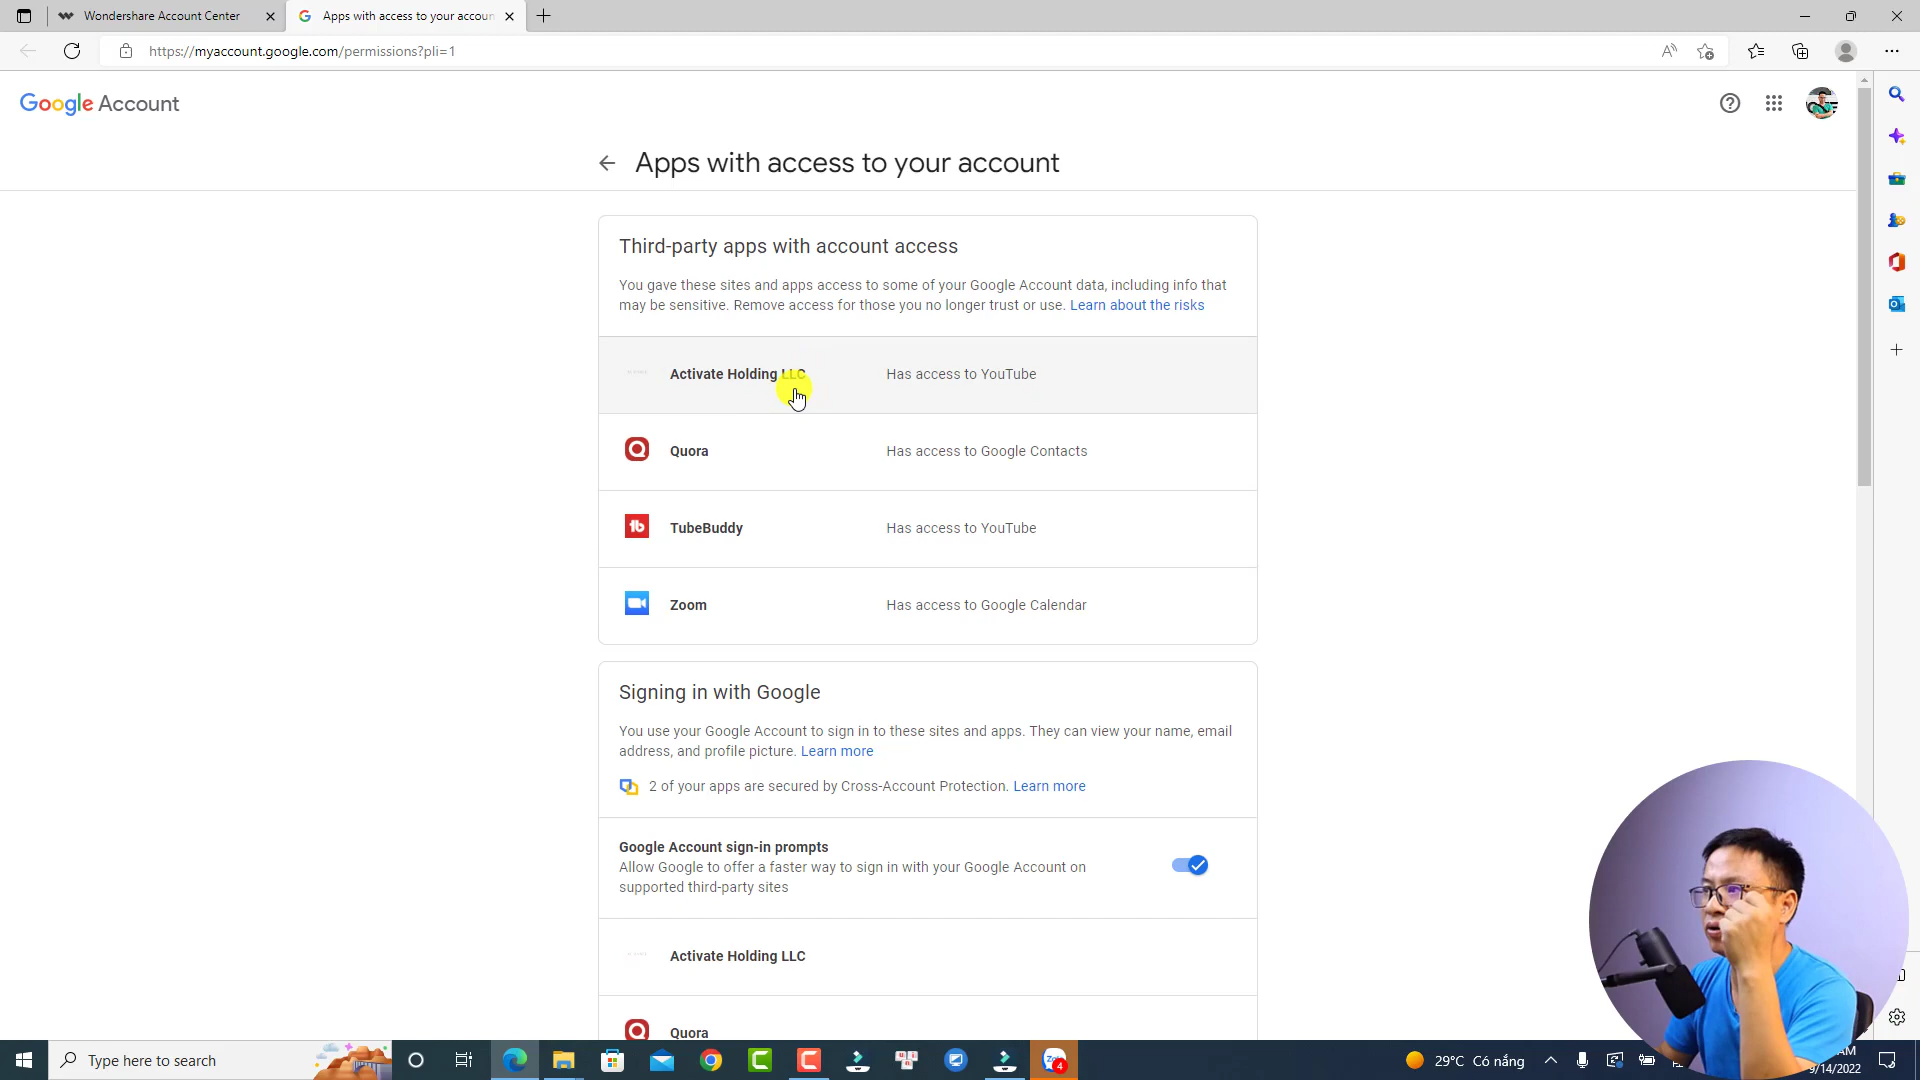 Wondershare Account Center
Apps with access to your accoun
https://myaccount.google.com/permissions?pli=1
Google Account
Apps with access to your account
Third-party apps with account access
You gave these sites and apps access to some of your Google Account data, including info that
may be sensitive. Remove access for those you no longer trust or use. Learn about the risks
Activate Holding LLC Has access to YouTube
Quora Has access to Google Contacts
TubeBuddy Has access to YouTube
Zoom Has access to Google Calendar
Signing in with Google
You use your Google Account to sign in to these sites and apps. They can view your name, email
address, and profile picture. Learn more
2 of your apps are secured by Cross-Account Protection. Learn more
Google Account sign-in prompts
Allow Google to offer a faster way to sign in with your Google Account on
supported third-party sites
Activate Holding LLC
Quora
Type here to search
4
29°C Có nắng
AM
9/14/2022